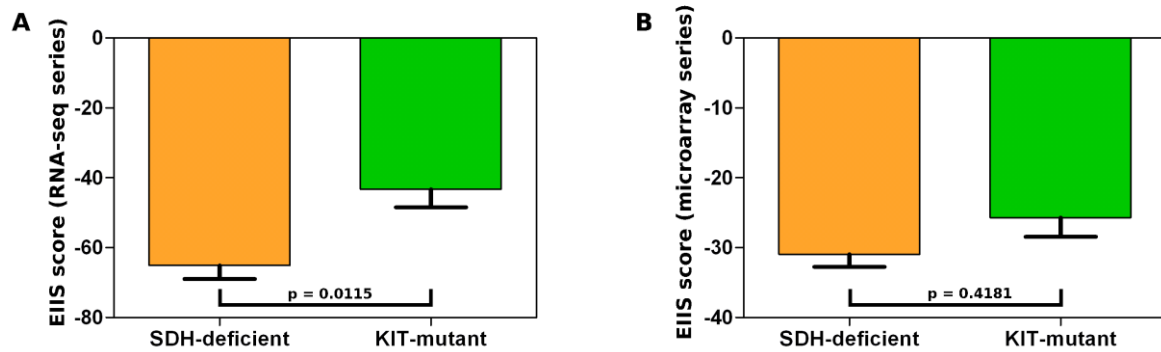 A
EIIS score (RNA-seq series)
0
-20
-40
-60
-80
p = 0.0115
SDH-deficient
KIT-mutant
B
EIIS score (microarray series)
0
-10
-20
-30
-40
p = 0.4181
SDH-deficient
KIT-mutant